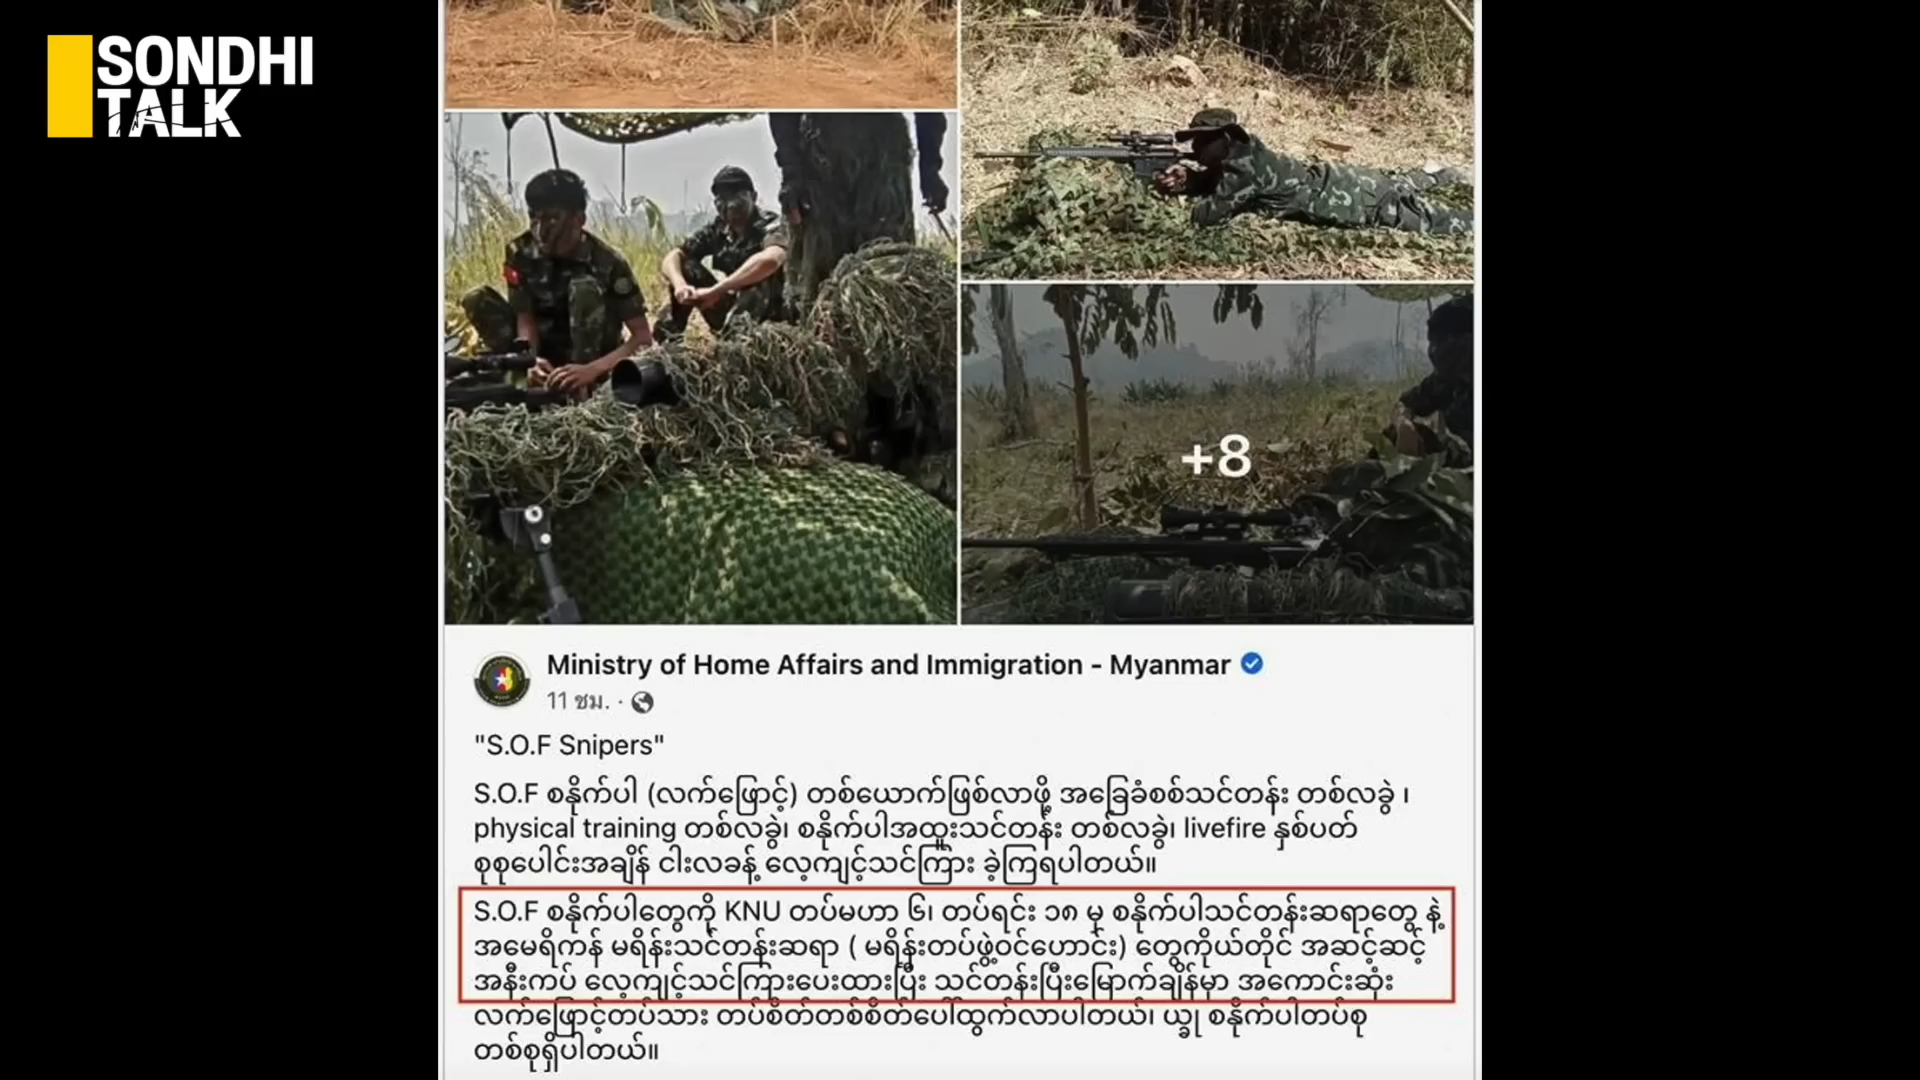 SONDHI
TALK
+8
Ministry of Home Affairs and Immigration - Myanmar
11 ชม. ·
"S.O.F Snipers"
S.O.F စနိုက်ပါ (လက်ဖြောင့်) တစ်ယောက်ဖြစ်လာဖို့ အခြေခံစစ်သင်တန်း တစ်လခွဲ ၊
physical training တစ်လခွဲ၊ စနိုက်ပါအထူးသင်တန်း တစ်လခွဲ၊ livefire နှစ်ပတ်
စုစုပေါင်းအချိန် ငါးလခန့် လေ့ကျင့်သင်ကြား ခဲ့ကြရပါတယ်။
S.O.F စနိုက်ပါတွေကို KNU တပ်မဟာ ၆၊ တပ်ရင်း ၁၈ မှ စနိုက်ပါသင်တန်းဆရာတွေ နဲ့
အမေရိကန် မရိန်းသင်တန်းဆရာ ( မရိန်းတပ်ဖွဲ့ဝင်ဟောင်း) တွေကိုယ်တိုင် အဆင့်ဆင့်
အနီးကပ် လေ့ကျင့်သင်ကြားပေးထားပြီး သင်တန်းပြီးမြောက်ချိန်မှာ အကောင်းဆုံး
လက်ဖြောင့်တပ်သား တပ်စိတ်တစ်စိတ်ပေါ်ထွက်လာပါတယ်၊ ယ္ခု စနိုက်ပါတပ်စု
တစ်စုရှိပါတယ်။